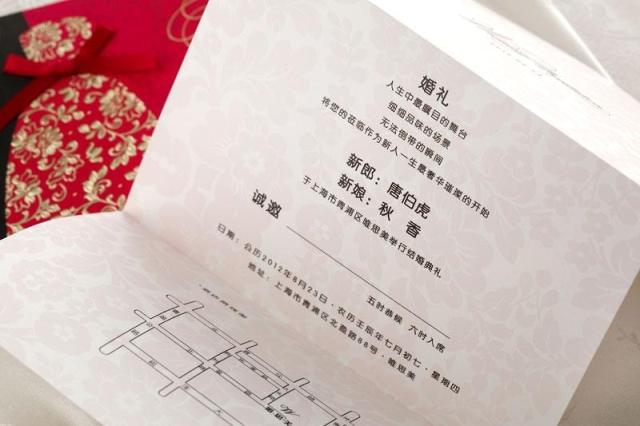 婚礼
人生中最瞩目的舞台
细细品味的场景
无法倒带的瞬间
将您的莅临作为新人一生最奢华璀璨的开始
新郎：唐伯虎
新娘：秋 香
于上海市青浦区唯思美举行结婚典礼
诚邀
五时恭候 六时入席
日期：公历2012年8月23日，农历壬辰年七月初七，星期四
地址：上海市青浦区北盈路88号，唯思美